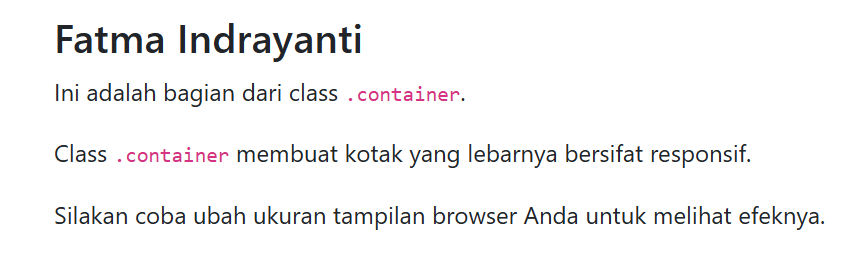 Fatma Indrayanti
Ini adalah bagian dari class .container.
Class .container membuat kotak yang lebarnya bersifat responsif.
Silakan coba ubah ukuran tampilan browser Anda untuk melihat efeknya.